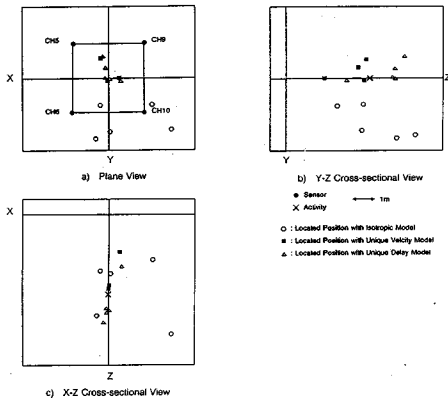 CH5
CH9
X
CH6
CH10
Y
a) Plane View
Z
Y
b) Y-Z Cross-sectional View
● Sensor
× Activity
1m
○ : Located Position with Isotropic Model
■ : Located Position with Unique Velcity Model
△ : Located Position with Unique Delay Model
X
Z
c) X-Z Cross-sectional View